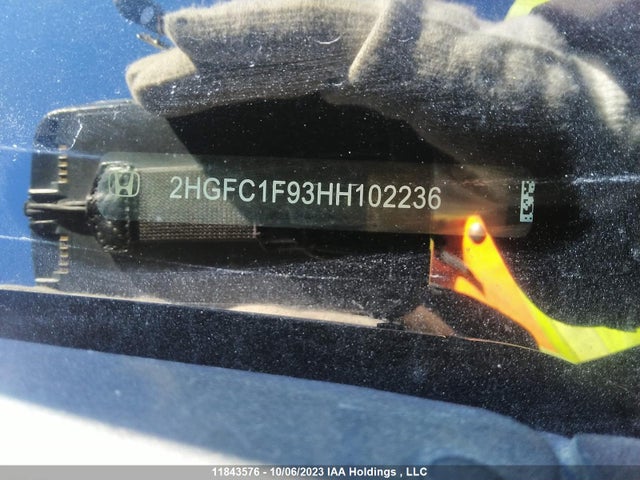 2HGFC1F93HH102236
11843576 - 10/06/2023 IAA Holdings , LLC